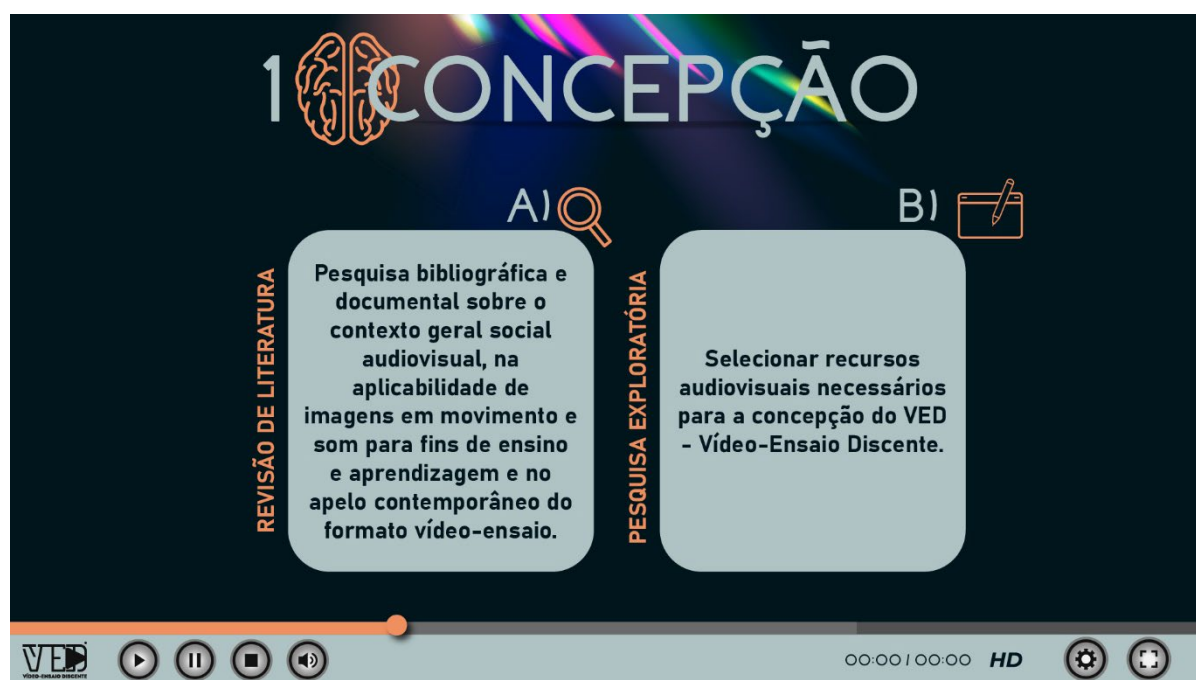 1 CONCEPÇÃO
A)
REVISÃO DE LITERATURA
Pesquisa bibliográfica e
documental sobre o
contexto geral social
audiovisual, na
aplicabilidade de
imagens em movimento e
som para fins de ensino
e aprendizagem e no
apelo contemporâneo do
formato vídeo-ensaio.
B)
PESQUISA EXPLORATÓRIA
Selecionar recursos
audiovisuais necessários
para a concepção do VED
- Vídeo-Ensaio Discente.
VED
VÍDEO-ENSAIO DISCENTE
00:00 / 00:00 HD